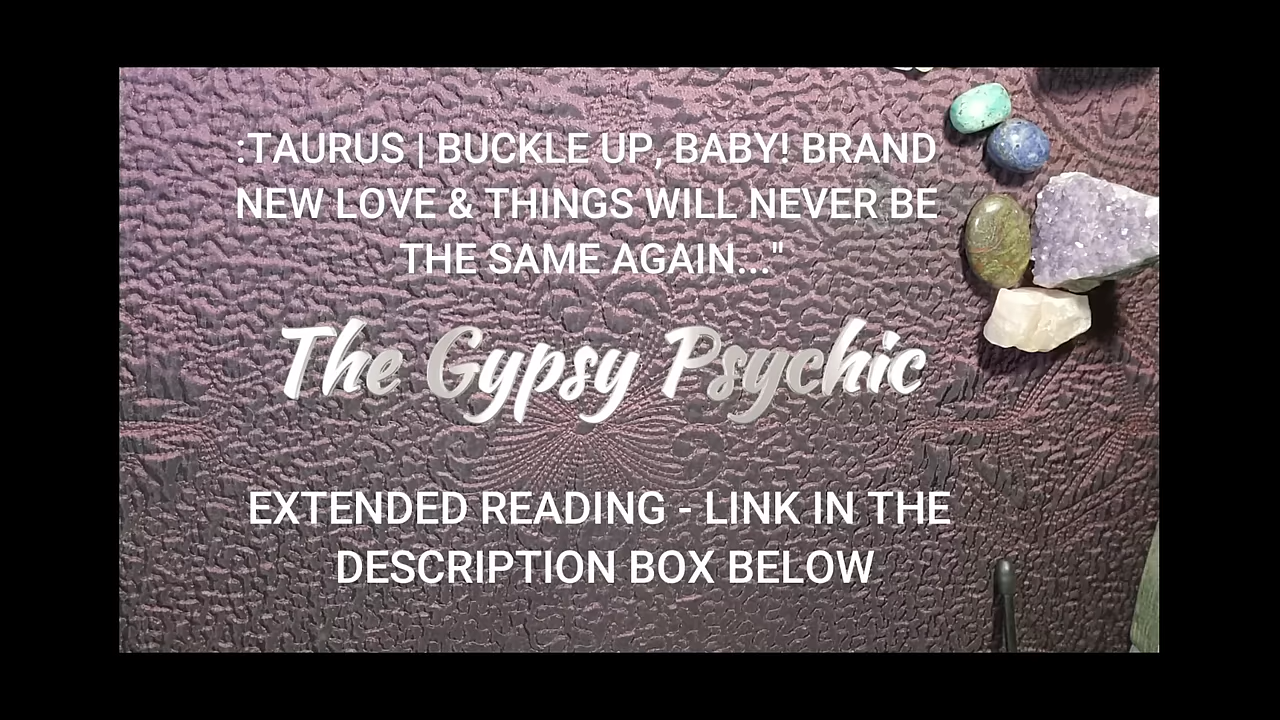 :TAURUS | BUCKLE UP, BABY! BRAND
NEW LOVE & THINGS WILL NEVER BE
THE SAME AGAIN..."
The Gypsy Psychic
EXTENDED READING - LINK IN THE
DESCRIPTION BOX BELOW